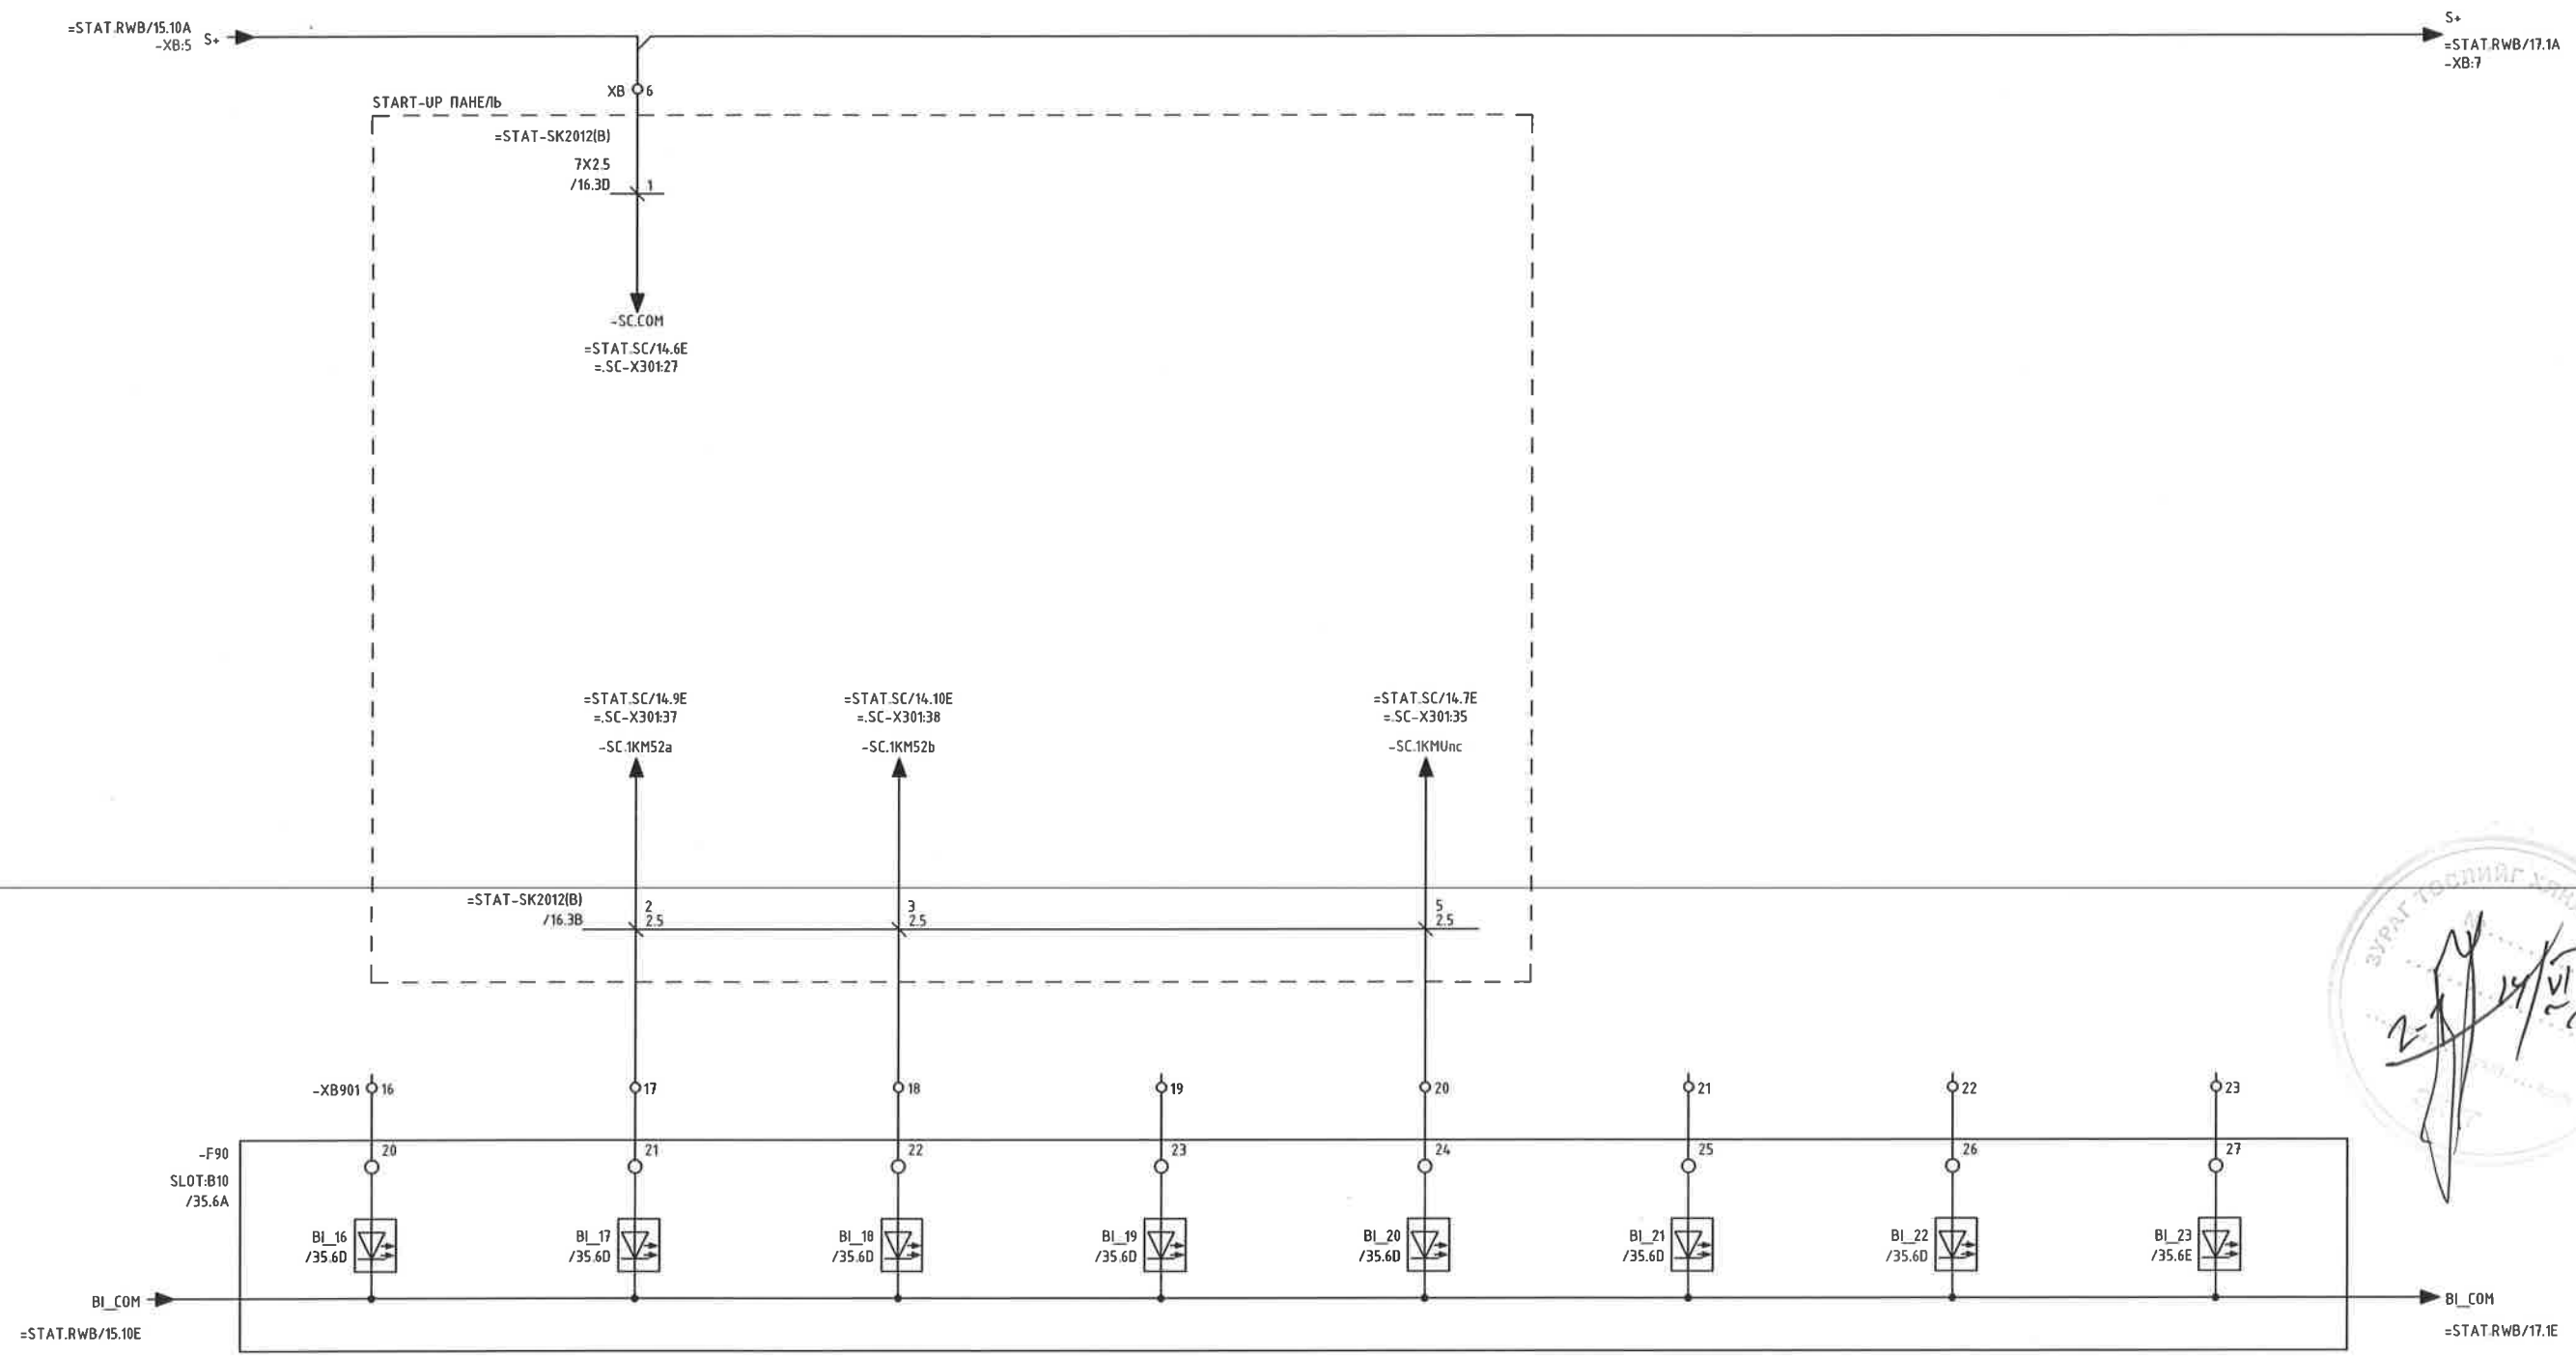 =STAT.RWB/15.10A
-XB:5
S+
S+
=STAT.RWB/17.1A
-XB:7
START-UP ПАНЕЛЬ
XB 6
=STAT-SK2012(B)
7X2.5
/16.3D
1
-SC.COM
=STAT.SC/14.6E
=.SC-X301:27
=STAT.SC/14.9E
=.SC-X301:37
-SC.1KM52a
=STAT.SC/14.10E
=.SC-X301:38
-SC.1KM52b
=STAT.SC/14.7E
=.SC-X301:35
-SC.1KMUnc
=STAT-SK2012(B)
/16.3B
2
2.5
3
2.5
5
2.5
ЗУРАГ ТӨСЛИЙГ
-XB901 16 17 18 19 20 21 22 23
-F90
SLOT:B10
/35.6A
20 21 22 23 24 25 26 27
BI_16
/35.6D
BI_17
/35.6D
BI_18
/35.6D
BI_19
/35.6D
BI_20
/35.6D
BI_21
/35.6D
BI_22
/35.6D
BI_23
/35.6E
BI_COM
=STAT.RWB/15.10E
BI_COM
=STAT.RWB/17.1E